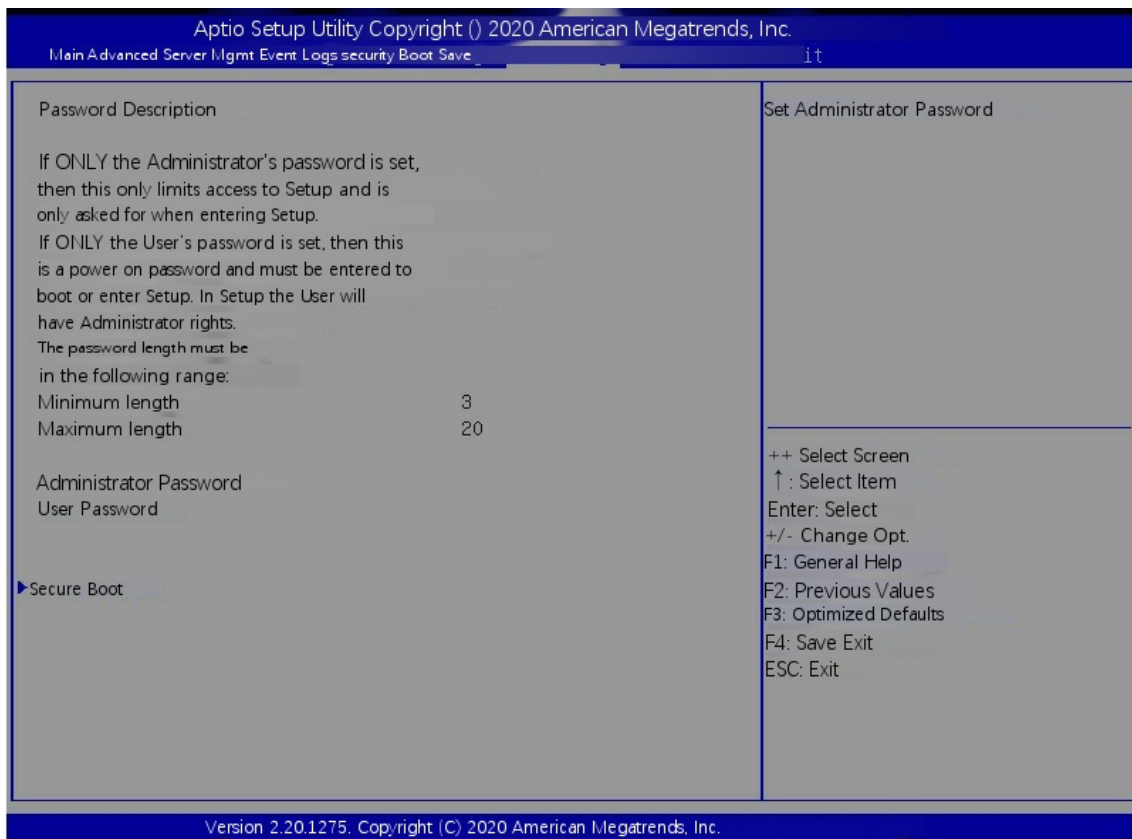 Aptio Setup Utility Copyright () 2020 American Megatrends, Inc.
Main Advanced Server Mgmt Event Logs security Boot Save it
Password Description
If ONLY the Administrator's password is set,
then this only limits access to Setup and is
only asked for when entering Setup.
If ONLY the User's password is set, then this
is a power on password and must be entered to
boot or enter Setup. In Setup the User will
have Administrator rights.
The password length must be
in the following range:
Minimum length 3
Maximum length 20
Administrator Password
User Password
▶Secure Boot
Set Administrator Password
++ Select Screen
↑: Select Item
Enter: Select
+/- Change Opt.
F1: General Help
F2: Previous Values
F3: Optimized Defaults
F4: Save Exit
ESC: Exit
Version 2.20.1275. Copyright (C) 2020 American Megatrends, Inc.